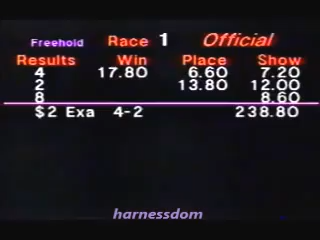 Freehold Race 1 Official
Results Win Place Show
4 17.80 6.60 7.20
2 13.80 12.00
8 8.60
$2 Exa 4-2 238.80
harnessdom